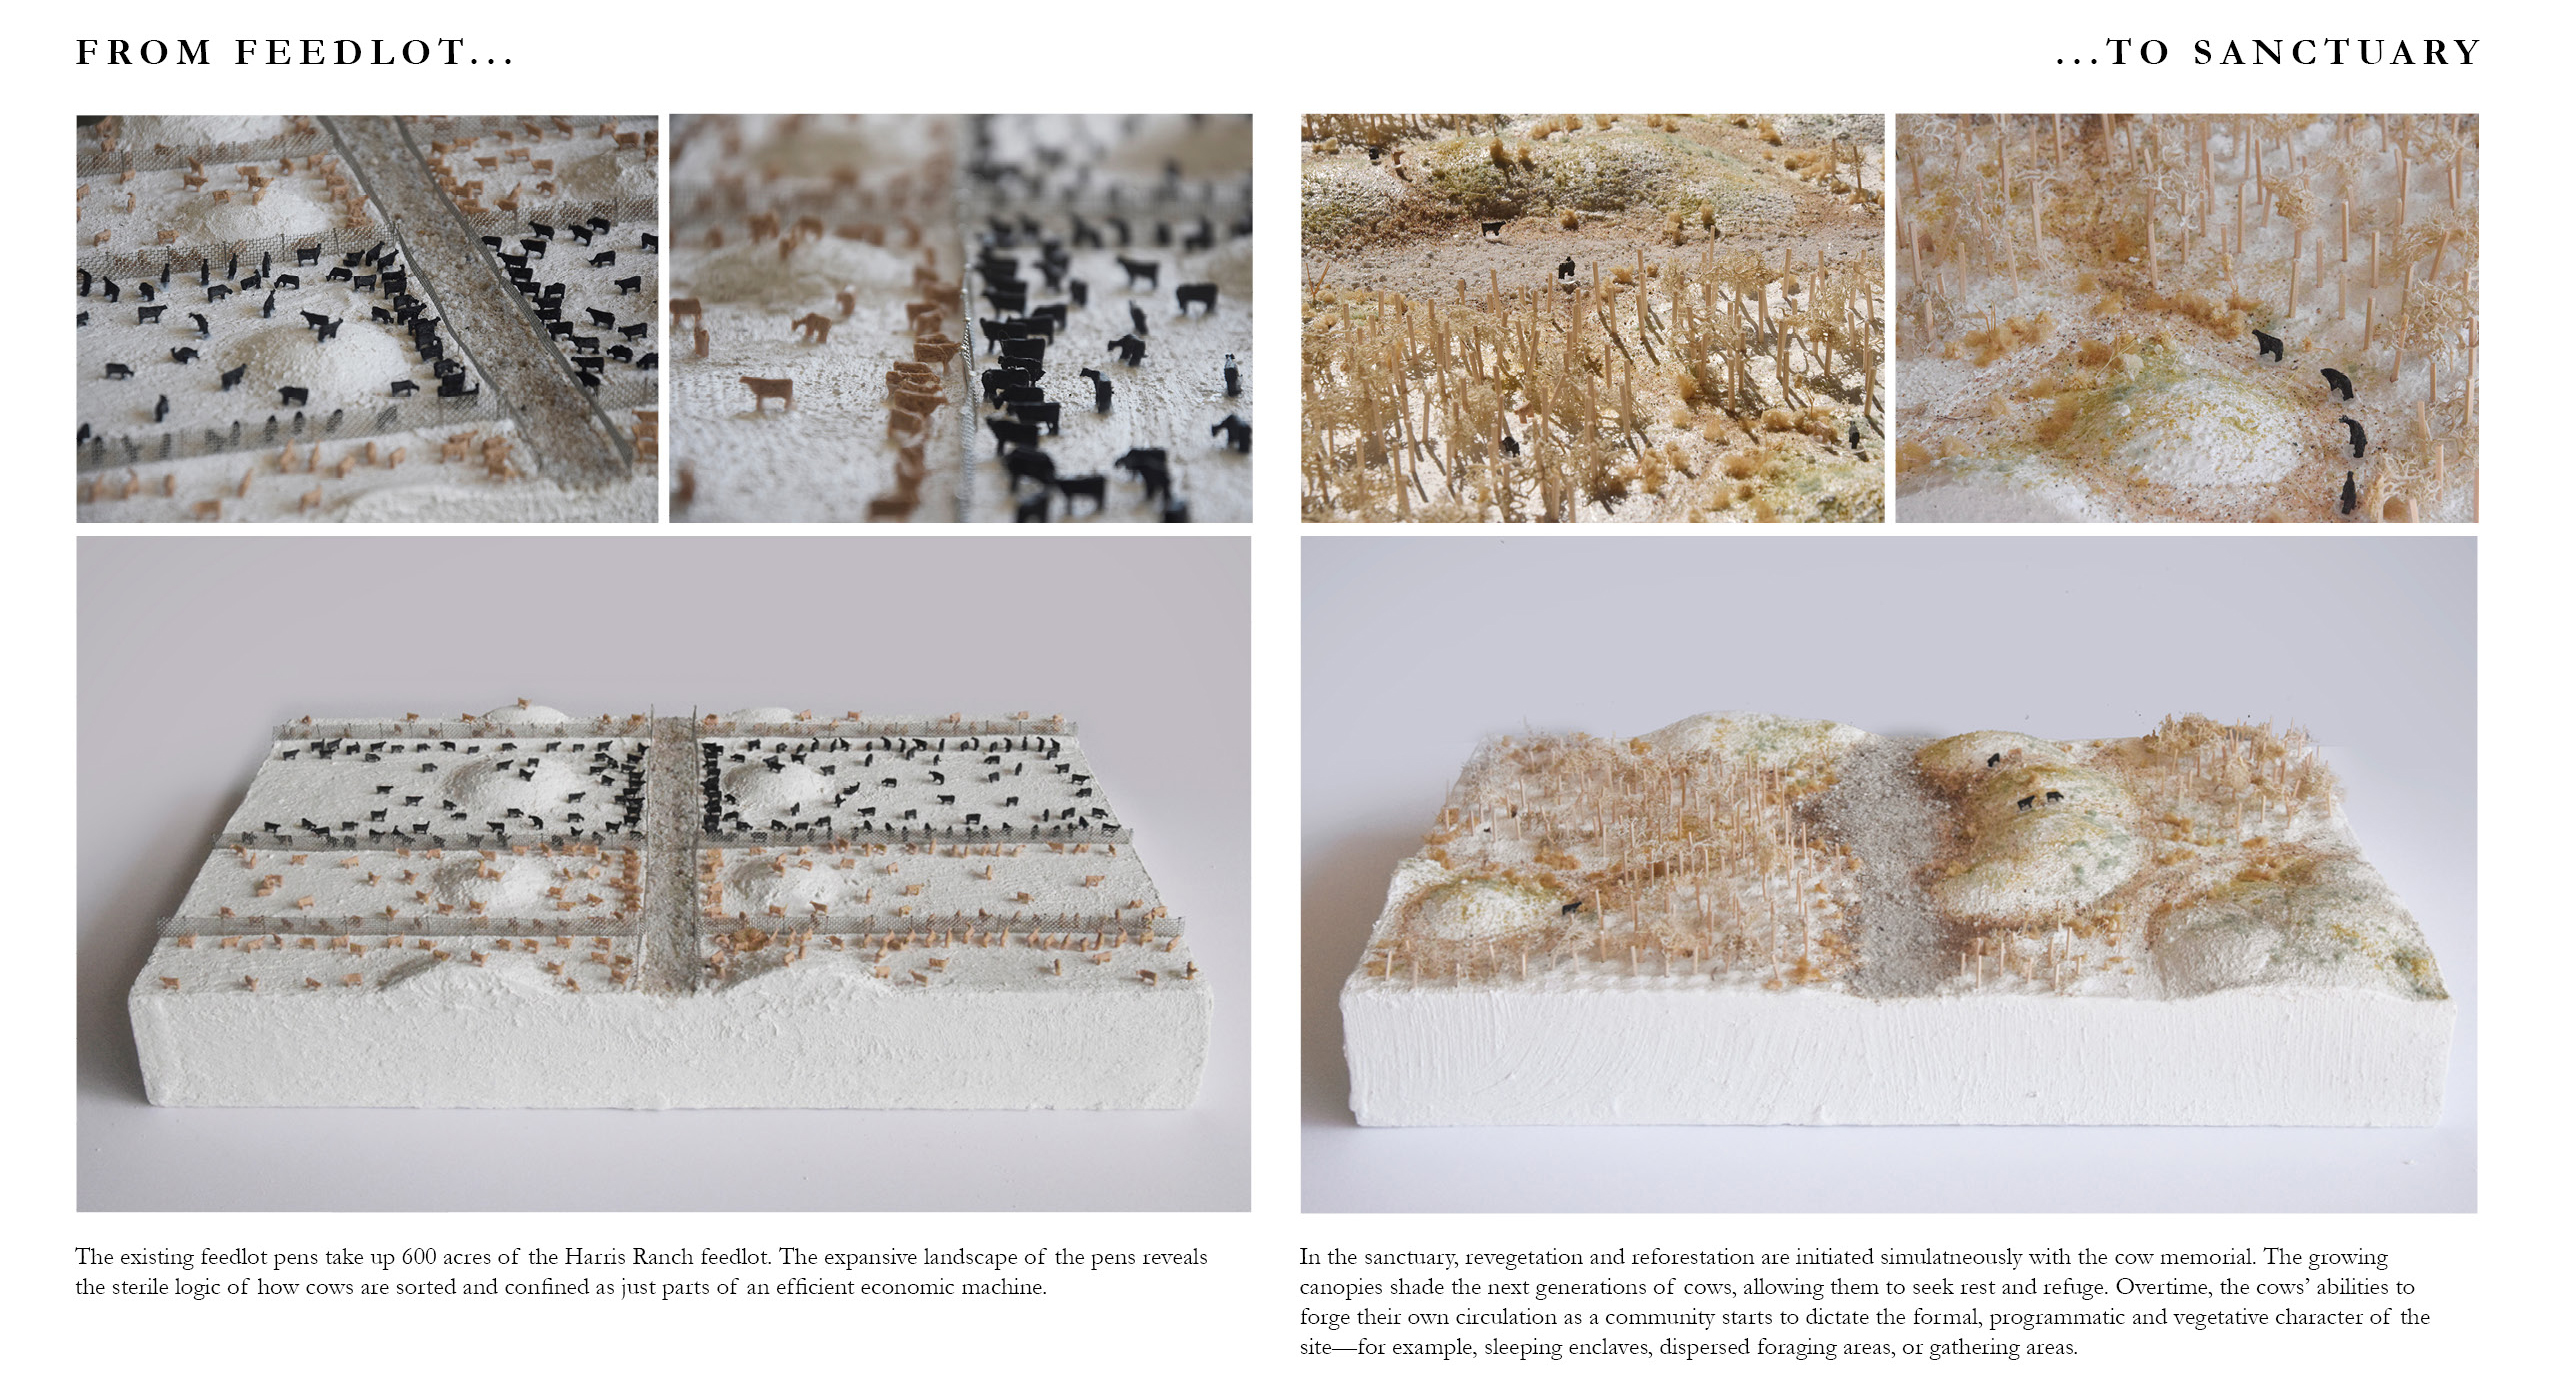 FROM FEEDLOT...
...TO SANCTUARY
The existing feedlot pens take up 600 acres of the Harris Ranch feedlot. The expansive landscape of the pens reveals
the sterile logic of how cows are sorted and confined as just parts of an efficient economic machine.
In the sanctuary, revegetation and reforestation are initiated simulatneously with the cow memorial. The growing
canopies shade the next generations of cows, allowing them to seek rest and refuge. Overtime, the cows’ abilities to
forge their own circulation as a community starts to dictate the formal, programmatic and vegetative character of the
site—for example, sleeping enclaves, dispersed foraging areas, or gathering areas.